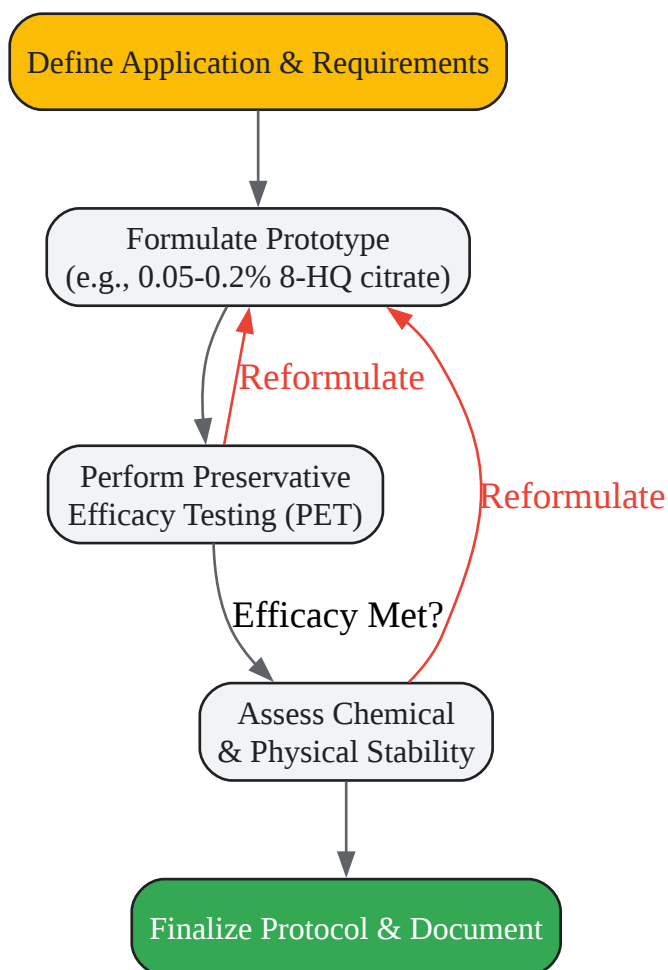 Define Application & Requirements
Formulate Prototype
(e.g., 0.05-0.2% 8-HQ citrate)
Reformulate
Perform Preservative
Efficacy Testing (PET)
Reformulate
Efficacy Met?
Assess Chemical
& Physical Stability
Finalize Protocol & Document